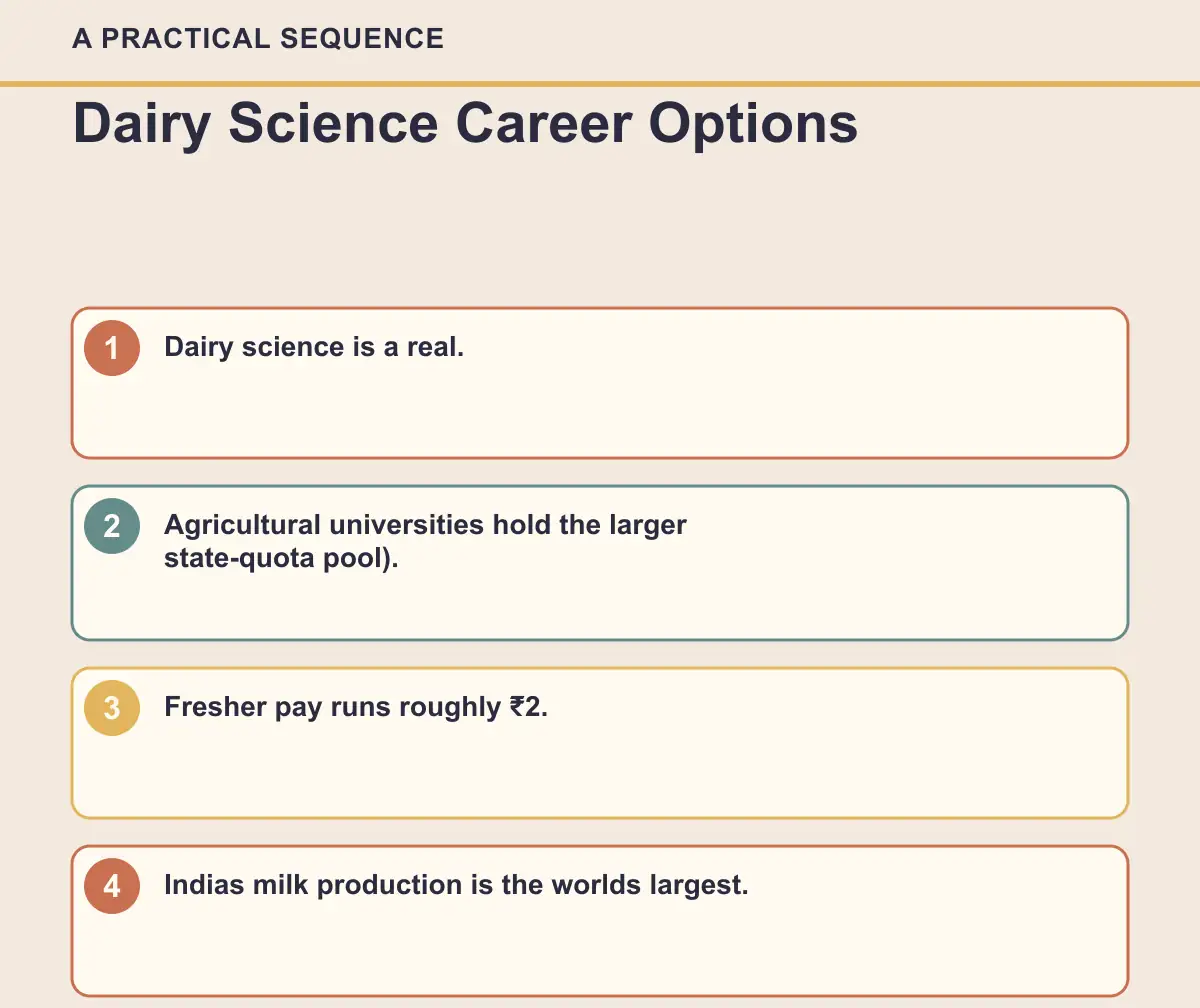 A PRACTICAL SEQUENCE
Dairy Science Career Options
1
Dairy science is a real.
2
Agricultural universities hold the larger
state-quota pool).
3
Fresher pay runs roughly ₹2.
4
Indias milk production is the worlds largest.